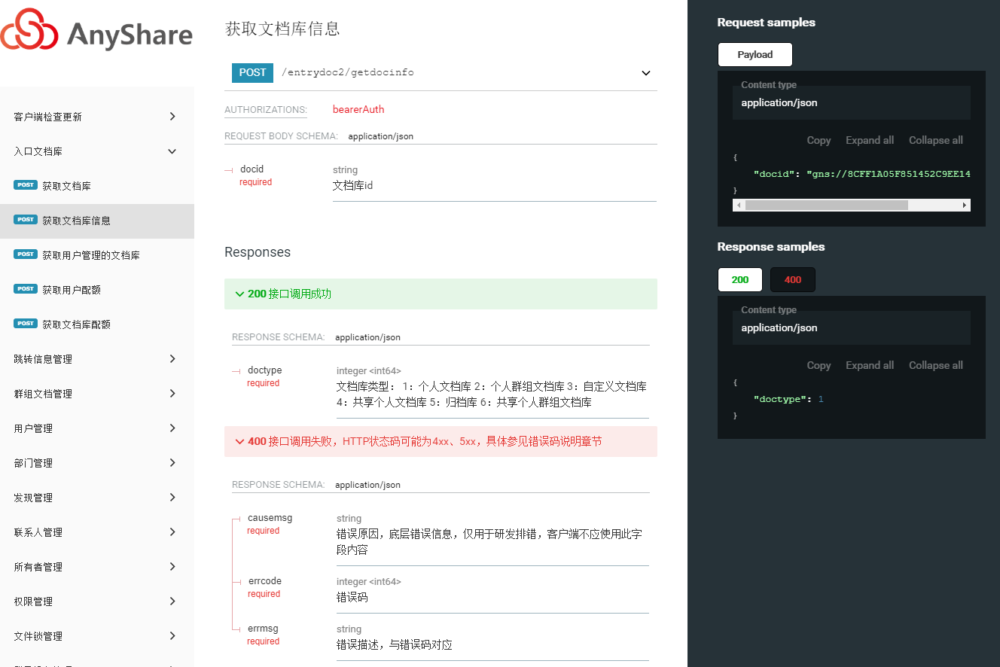 AnyShare
客户端检查更新
入口文档库
POST 获取文档库
POST 获取文档库信息
POST 获取用户管理的文档库
POST 获取用户配额
POST 获取文档库配额
跳转信息管理
群组文档管理
用户管理
部门管理
发现管理
联系人管理
所有者管理
权限管理
文件锁管理
获取文档库信息
POST /entrydoc2/getdocinfo
AUTHORIZATIONS: bearerAuth
REQUEST BODY SCHEMA: application/json
docid string
required 文档库id
Responses
200 接口调用成功
RESPONSE SCHEMA: application/json
doctype integer <int64>
required 文档库类型： 1：个人文档库 2：个人群组文档库 3：自定义文档库
4：共享个人文档库 5：归档库 6：共享个人群组文档库
400 接口调用失败，HTTP状态码可能为4xx、5xx，具体参见错误码说明章节
RESPONSE SCHEMA: application/json
causemsg string
required 错误原因，底层错误信息，仅用于研发排错，客户端不应使用此字
段内容
errcode integer <int64>
required 错误码
errmsg string
required 错误描述，与错误码对应
Request samples
Payload
Content type
application/json
Copy Expand all Collapse all
{
"docid": "gns://8CFF1A05F851452C9EE14
}
Response samples
200 400
Content type
application/json
Copy Expand all Collapse all
{
"doctype": 1
}